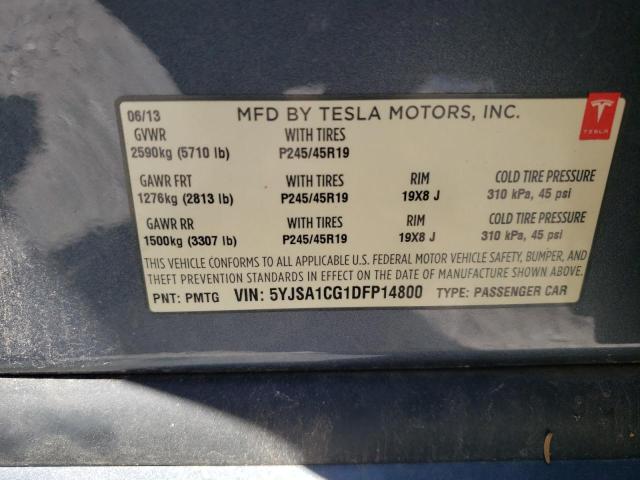 06/13 MFD BY TESLA MOTORS, INC.
GVWR WITH TIRES
2590kg (5710 lb) P245/45R19
TESLA
GAWR FRT WITH TIRES RIM COLD TIRE PRESSURE
1276kg (2813 lb) P245/45R19 19X8 J 310 kPa, 45 psi
GAWR RR WITH TIRES RIM COLD TIRE PRESSURE
1500kg (3307 lb) P245/45R19 19X8 J 310 kPa, 45 psi
THIS VEHICLE CONFORMS TO ALL APPLICABLE U.S. FEDERAL MOTOR VEHICLE SAFETY, BUMPER, AND
THEFT PREVENTION STANDARDS IN EFFECT ON THE DATE OF MANUFACTURE SHOWN ABOVE.
PNT: PMTG VIN: 5YJSA1CG1DFP14800 TYPE: PASSENGER CAR